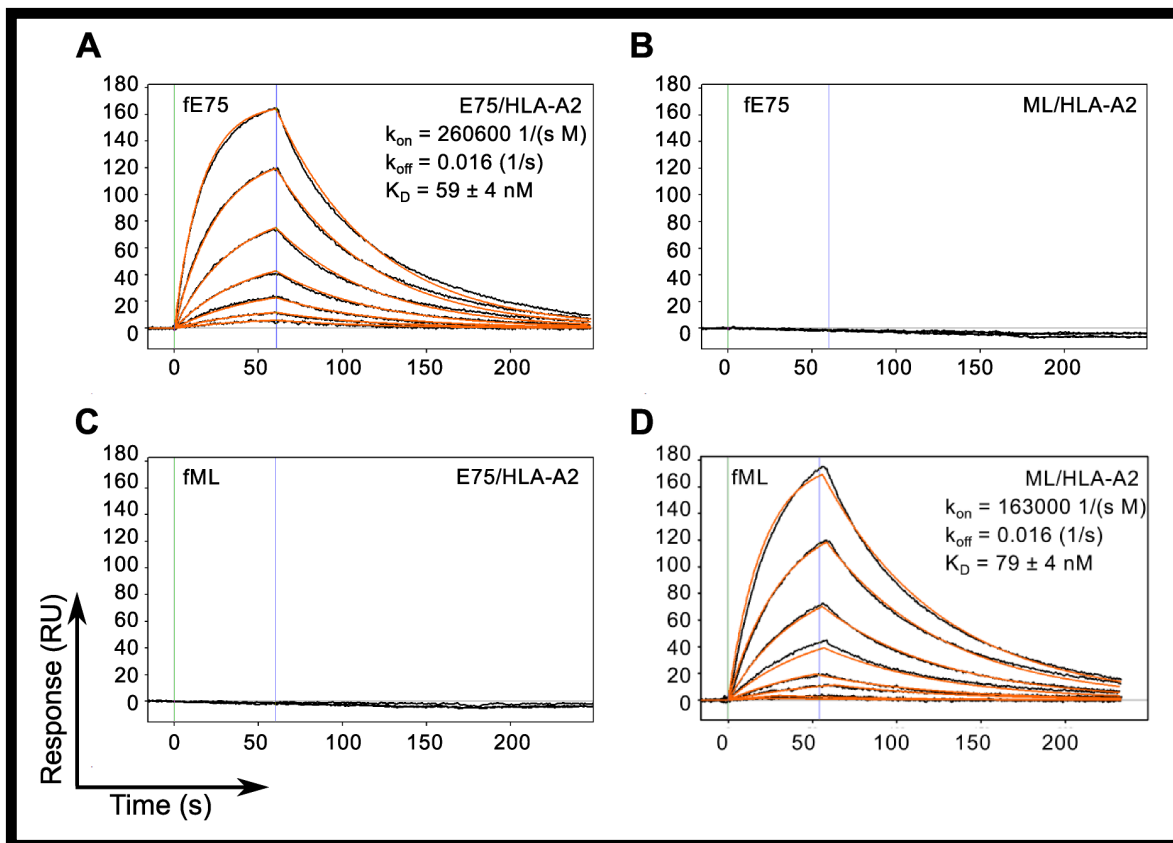 A
180
160
140
120
100
80
60
40
20
0
fE75
E75/HLA-A2
kon = 260600 1/(s M)
koff = 0.016 (1/s)
KD = 59 ± 4 nM
0 50 100 150 200
B
180
160
140
120
100
80
60
40
20
0
fE75
ML/HLA-A2
0 50 100 150 200
C
180
160
140
120
100
80
60
40
20
0
fML
E75/HLA-A2
0 50 100 150 200
D
180
160
140
120
100
80
60
40
20
0
fML
ML/HLA-A2
kon = 163000 1/(s M)
koff = 0.016 (1/s)
KD = 79 ± 4 nM
0 50 100 150 200
Response (RU)
Time (s)